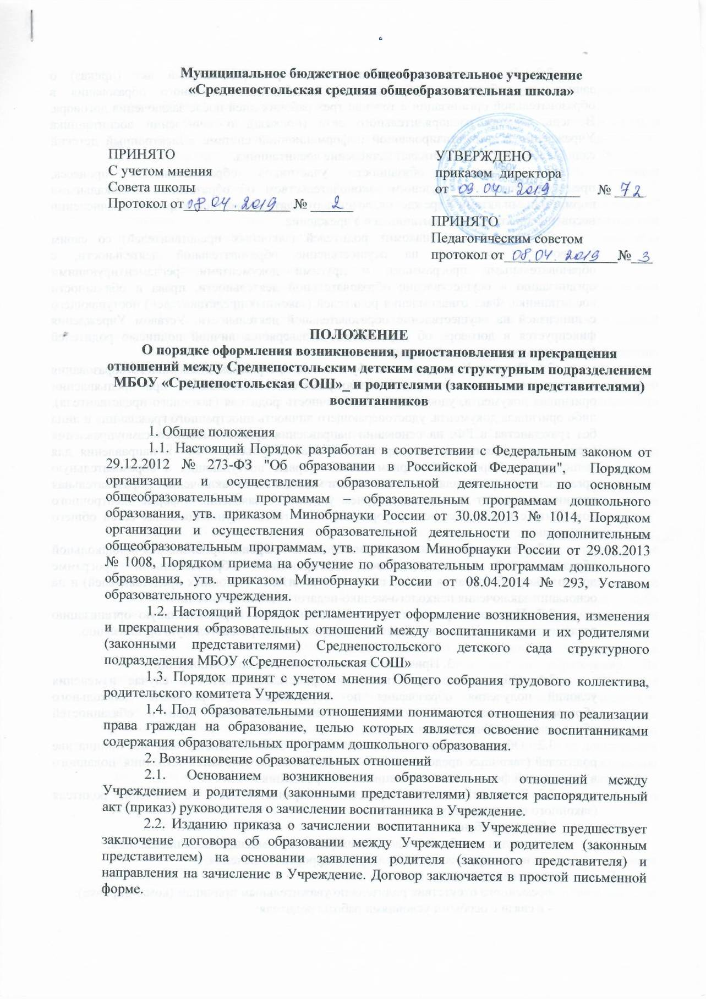 Муниципальное бюджетное общеобразовательное учреждение
«Среднепостольская средняя общеобразовательная школа»
ПРИНЯТО
С учетом мнения
Совета школы
Протокол от 08.04.2019 № 2
УТВЕРЖДЕНО
приказом директора
от 09.04.2019 № 72
ПРИНЯТО
Педагогическим советом
протокол от 08.04.2019 № 3
МБОУ
ПОЛОЖЕНИЕ
О порядке оформления возникновения, приостановления и прекращения
отношений между Среднепостольским детским садом структурным подразделением
МБОУ «Среднепостольская СОШ» и родителями (законными представителями)
воспитанников
1. Общие положения
1.1. Настоящий Порядок разработан в соответствии с Федеральным законом от
29.12.2012 № 273-ФЗ "Об образовании в Российской Федерации", Порядком
организации и осуществления образовательной деятельности по основным
общеобразовательным программам – образовательным программам дошкольного
образования, утв. приказом Минобрнауки России от 30.08.2013 № 1014, Порядком
организации и осуществления образовательной деятельности по дополнительным
общеобразовательным программам, утв. приказом Минобрнауки России от 29.08.2013
№ 1008, Порядком приема на обучение по образовательным программам дошкольного
образования, утв. приказом Минобрнауки России от 08.04.2014 № 293, Уставом
образовательного учреждения.
1.2. Настоящий Порядок регламентирует оформление возникновения, изменения
и прекращения образовательных отношений между воспитанниками и их родителями
(законными представителями) Среднепостольского детского сада структурного
подразделения МБОУ «Среднепостольская СОШ»
1.3. Порядок принят с учетом мнения Общего собрания трудового коллектива,
родительского комитета Учреждения.
1.4. Под образовательными отношениями понимаются отношения по реализации
права граждан на образование, целью которых является освоение воспитанниками
содержания образовательных программ дошкольного образования.
2. Возникновение образовательных отношений
2.1. Основанием возникновения образовательных отношений между
Учреждением и родителями (законными представителями) является распорядительный
акт (приказ) руководителя о зачислении воспитанника в Учреждение.
2.2. Изданию приказа о зачислении воспитанника в Учреждение предшествует
заключение договора об образовании между Учреждением и родителем (законным
представителем) на основании заявления родителя (законного представителя) и
направления на зачисление в Учреждение. Договор заключается в простой письменной
форме.